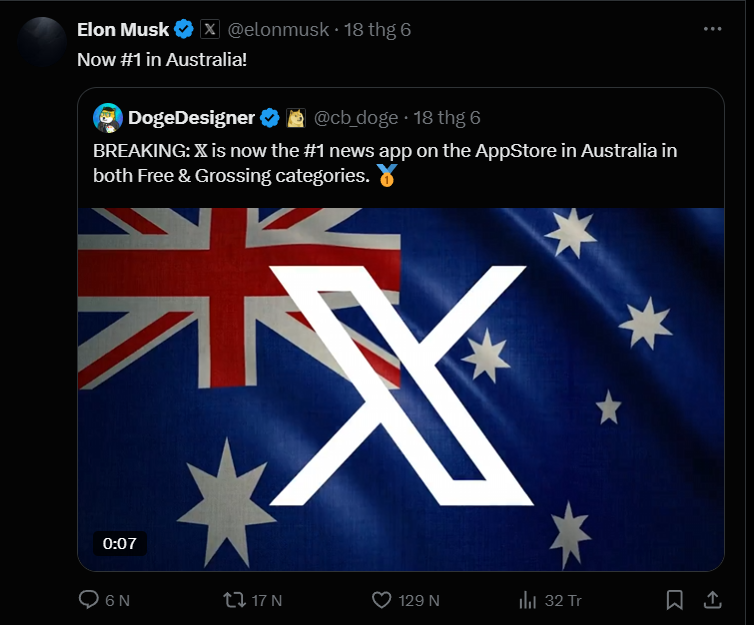 Elon Musk @elonmusk · 18 thg 6
Now #1 in Australia!
DogeDesigner @cb_doge · 18 thg 6
BREAKING: 𝕏 is now the #1 news app on the AppStore in Australia in
both Free & Grossing categories. 🥇
0:07
6 N 17 N 129 N 32 Tr